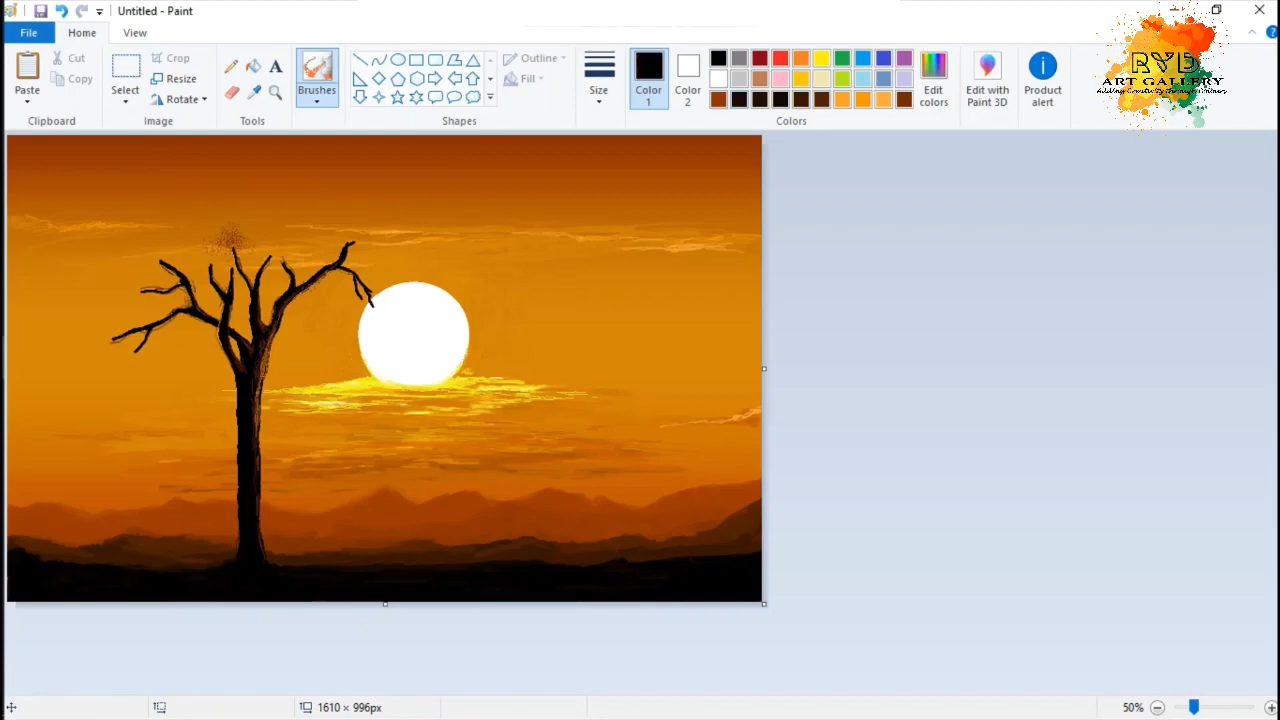 Untitled - Paint
File
Home
View
Paste
Cut
Copy
Clipboard
Select
Crop
Resize
Rotate
Image
A
Tools
Brushes
Shapes
Outline
Fill
Size
Color
1
Color
2
Edit
colors
Colors
Edit with
Paint 3D
Product
alert
RYD
ART GALLERY
1610 × 996px
50%